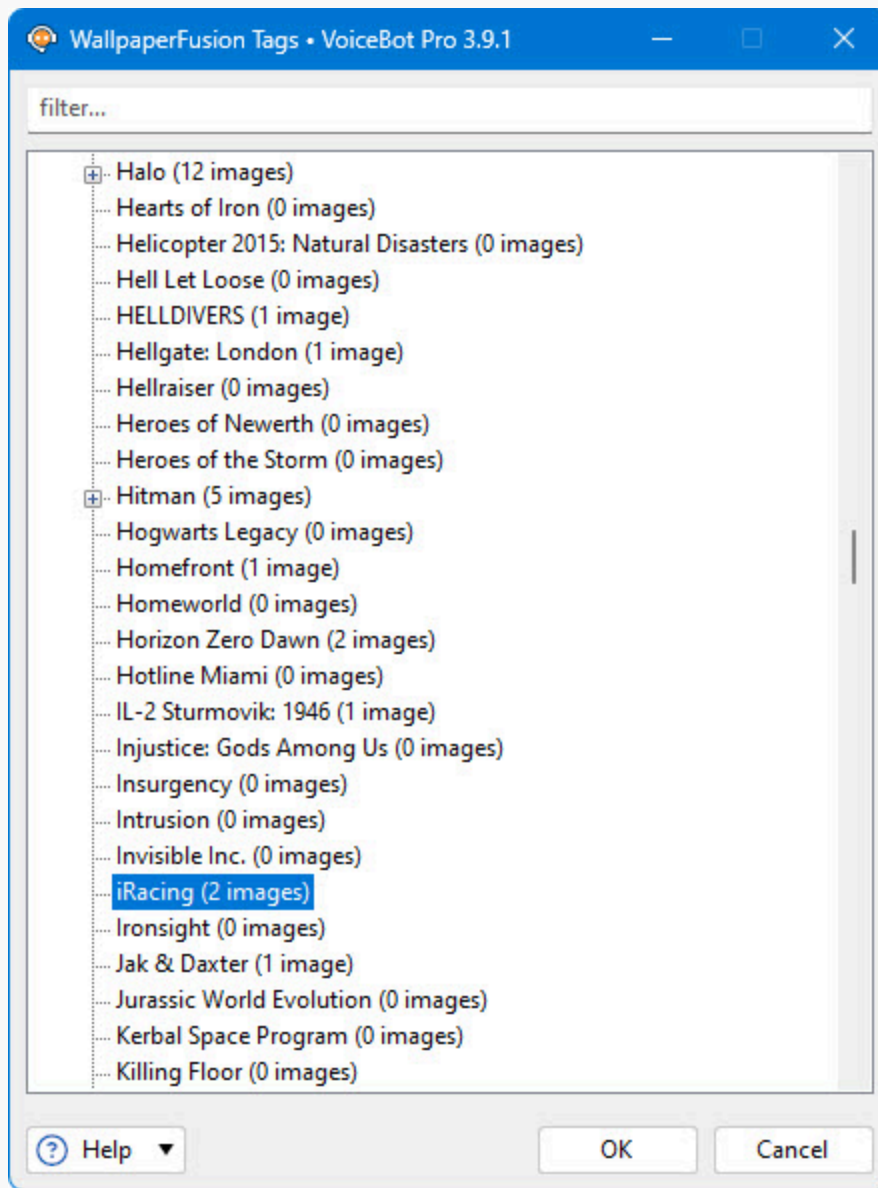 WallpaperFusion Tags • VoiceBot Pro 3.9.1
filter...
Halo (12 images)
Hearts of Iron (0 images)
Helicopter 2015: Natural Disasters (0 images)
Hell Let Loose (0 images)
HELLDIVERS (1 image)
Hellgate: London (1 image)
Hellraiser (0 images)
Heroes of Newerth (0 images)
Heroes of the Storm (0 images)
Hitman (5 images)
Hogwarts Legacy (0 images)
Homefront (1 image)
Homeworld (0 images)
Horizon Zero Dawn (2 images)
Hotline Miami (0 images)
IL-2 Sturmovik: 1946 (1 image)
Injustice: Gods Among Us (0 images)
Insurgency (0 images)
Intrusion (0 images)
Invisible Inc. (0 images)
iRacing (2 images)
Ironsight (0 images)
Jak & Daxter (1 image)
Jurassic World Evolution (0 images)
Kerbal Space Program (0 images)
Killing Floor (0 images)
Help OK Cancel